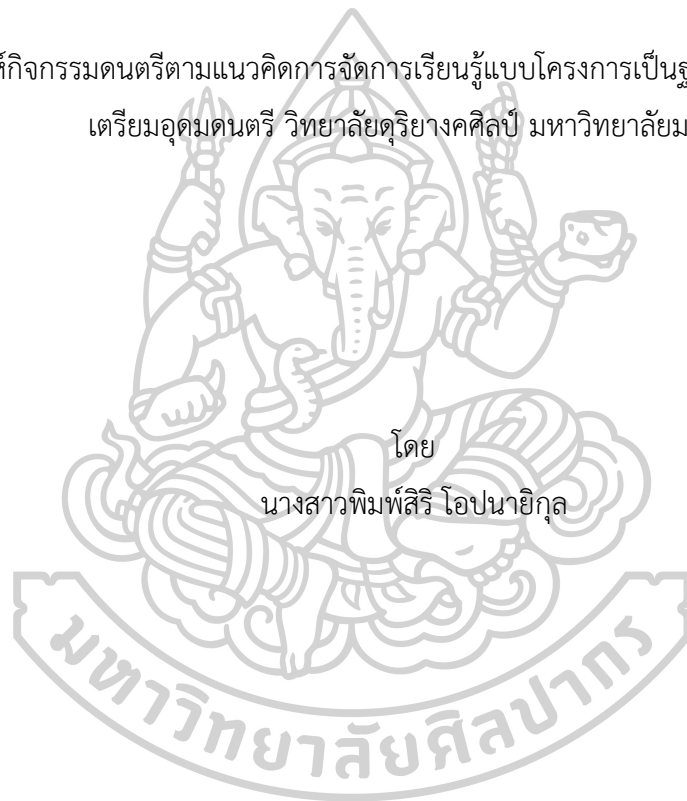 ห์กิจกรรมดนตรีตามแนวคิดการจัดการเรียนรู้แบบโครงการเป็นฐ
เตรียมอุดมดนตรี วิทยาลัยดุริยางคศิลป์ มหาวิทยาลัยม
โดย
นางสาวพิมพ์สิริ โอปนายิกุล
มหาวิทยาลัยศิลปากร